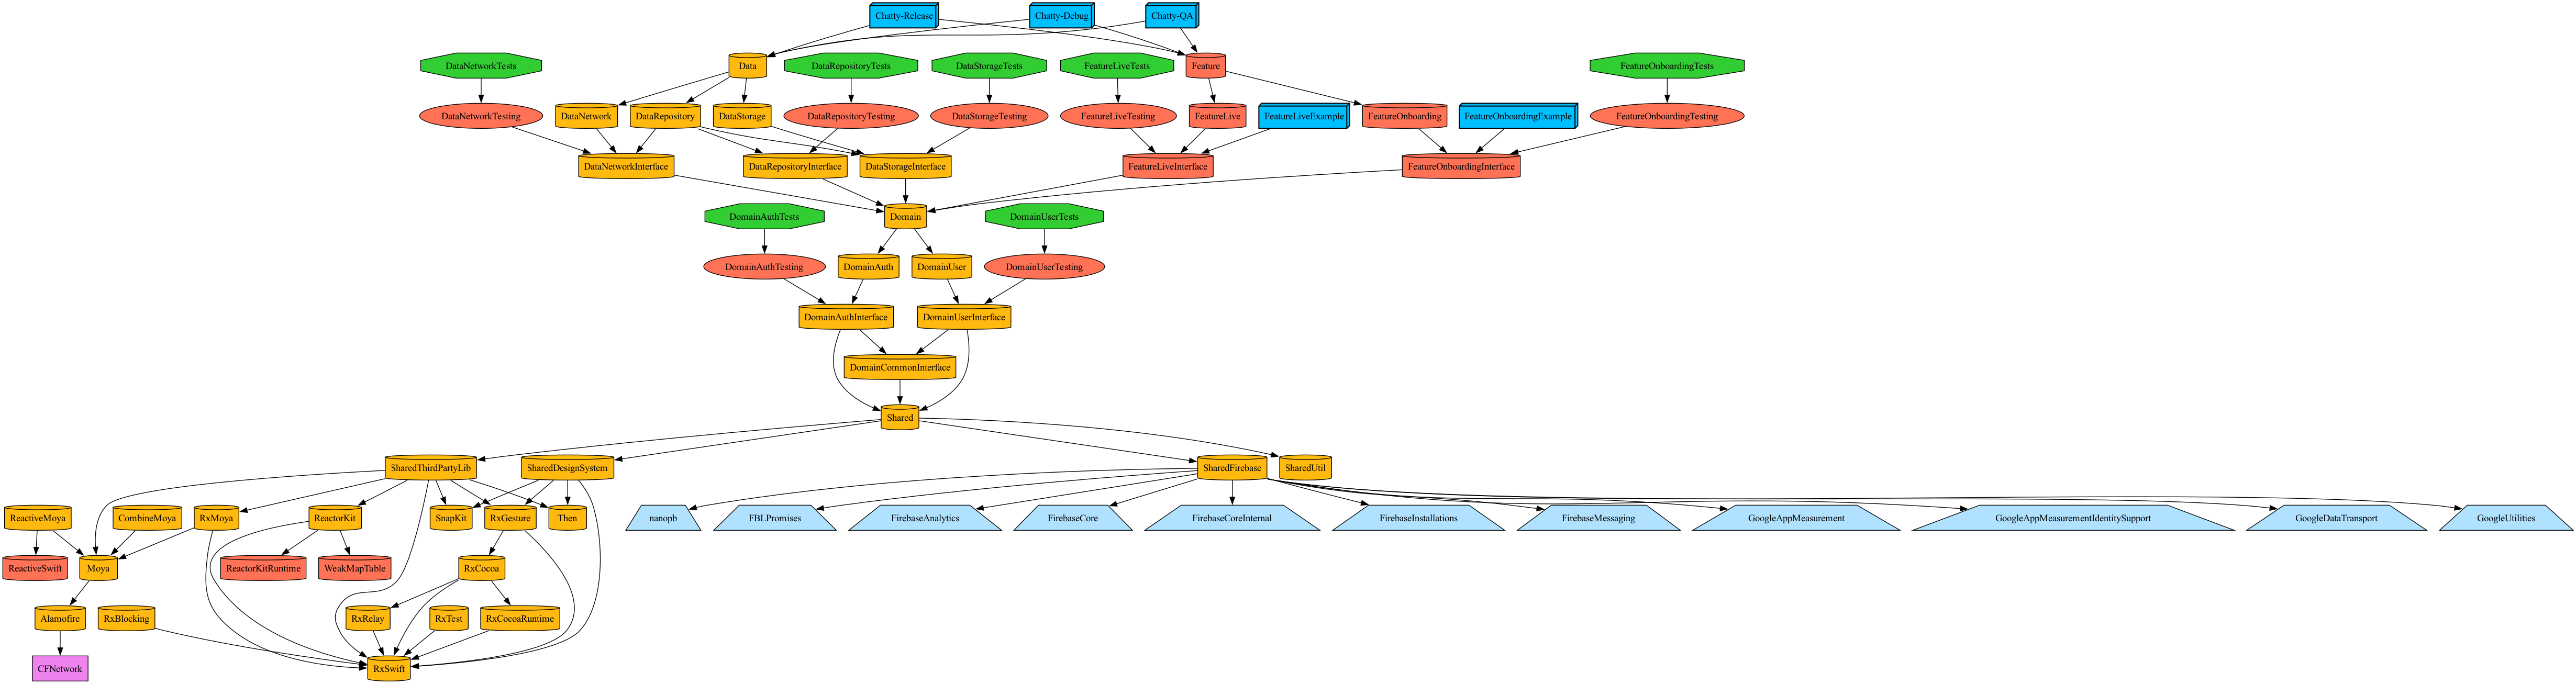 Chatty-Release
Chatty-Debug
Chatty-QA
DataNetworkTests
Data
DataRepositoryTests
DataStorageTests
FeatureLiveTests
Feature
FeatureOnboardingTests
DataNetworkTesting
DataNetwork
DataRepository
DataStorage
DataRepositoryTesting
DataStorageTesting
FeatureLiveTesting
FeatureLive
FeatureLiveExample
FeatureOnboarding
FeatureOnboardingExample
FeatureOnboardingTesting
DataNetworkInterface
DataRepositoryInterface
DataStorageInterface
FeatureLiveInterface
FeatureOnboardingInterface
DomainAuthTests
Domain
DomainUserTests
DomainAuthTesting
DomainAuth
DomainUser
DomainUserTesting
DomainAuthInterface
DomainUserInterface
DomainCommonInterface
Shared
SharedThirdPartyLib
SharedDesignSystem
SharedFirebase
SharedUtil
ReactiveMoya
CombineMoya
RxMoya
ReactorKit
SnapKit
RxGesture
Then
nanopb
FBLPromises
FirebaseAnalytics
FirebaseCore
FirebaseCoreInternal
FirebaseInstallations
FirebaseMessaging
GoogleAppMeasurement
GoogleAppMeasurementIdentitySupport
GoogleDataTransport
GoogleUtilities
ReactiveSwift
Moya
ReactorKitRuntime
WeakMapTable
RxCocoa
Alamofire
RxBlocking
RxRelay
RxTest
RxCocoaRuntime
CFNetwork
RxSwift